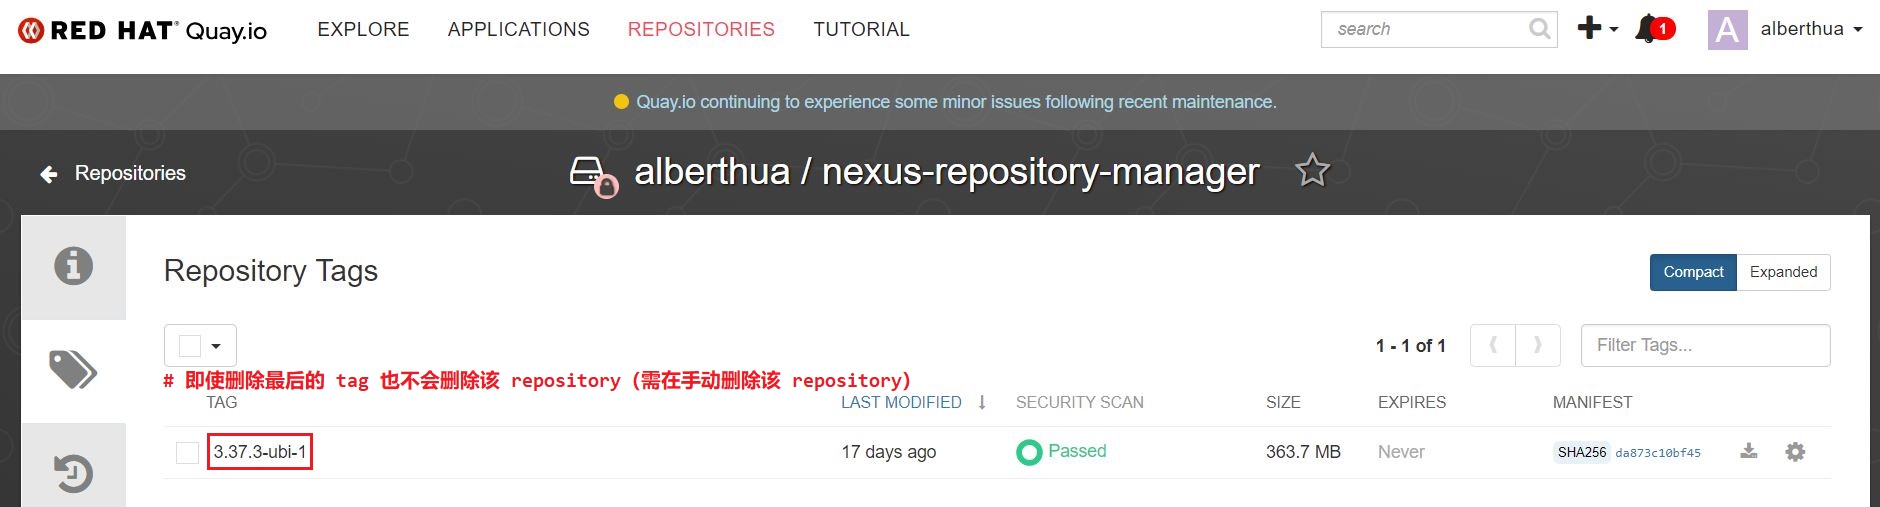 RED HAT® Quay.io EXPLORE APPLICATIONS REPOSITORIES TUTORIAL search 1 A alberthua
Quay.io continuing to experience some minor issues following recent maintenance.
Repositories alberthua / nexus-repository-manager
Repository Tags Compact Expanded
1 - 1 of 1 Filter Tags...
# 即使删除最后的 tag 也不会删除该 repository (需在手动删除该 repository)
TAG LAST MODIFIED SECURITY SCAN SIZE EXPIRES MANIFEST
3.37.3-ubi-1 17 days ago Passed 363.7 MB Never SHA256 da873c10bf45